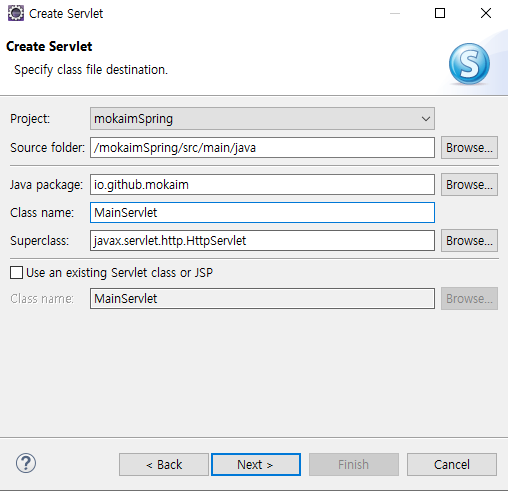 Create Servlet
Create Servlet
Specify class file destination.
S
Project: mokaimSpring
Source folder: /mokaimSpring/src/main/java Browse...
Java package: io.github.mokaim Browse...
Class name: MainServlet
Superclass: javax.servlet.http.HttpServlet Browse...
Use an existing Servlet class or JSP
Class name: MainServlet Browse...
? < Back Next > Finish Cancel